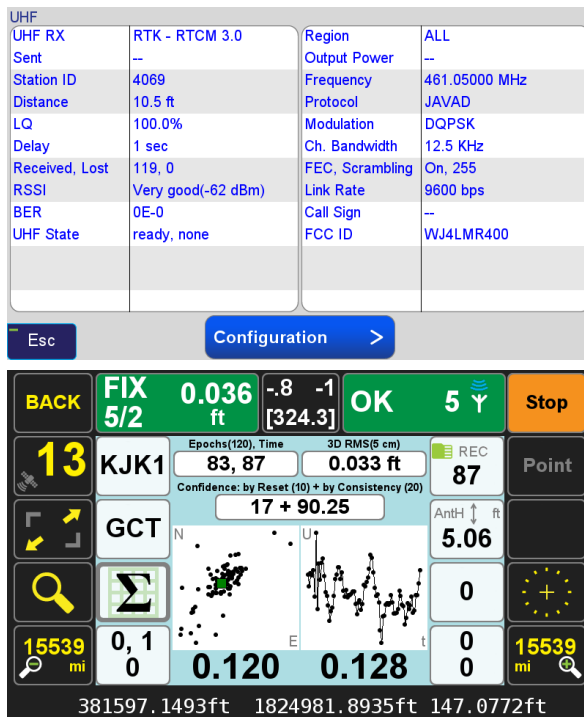 UHF
UHF RX RTK - RTCM 3.0 Region ALL
Sent -- Output Power --
Station ID 4069 Frequency 461.05000 MHz
Distance 10.5 ft Protocol JAVAD
LQ 100.0% Modulation DQPSK
Delay 1 sec Ch. Bandwidth 12.5 KHz
Received, Lost 119, 0 FEC, Scrambling On, 255
RSSI Very good(-62 dBm) Link Rate 9600 bps
BER 0E-0 Call Sign --
UHF State ready, none FCC ID WJ4LMR400
Esc Configuration >
BACK FIX 5/2 0.036 ft -.8 -1 [324.3] OK 5 Stop
13 KJK1 Epochs(120), Time 3D RMS(5 cm) REC Point
83, 87 0.033 ft 87
Confidence: by Reset (10) + by Consistency (20)
17 + 90.25
GCT N U AntH ft 5.06
Σ 0
E t
15539 mi 0, 1 0 0.120 0.128 0 0 15539 mi
381597.1493ft 1824981.8935ft 147.0772ft